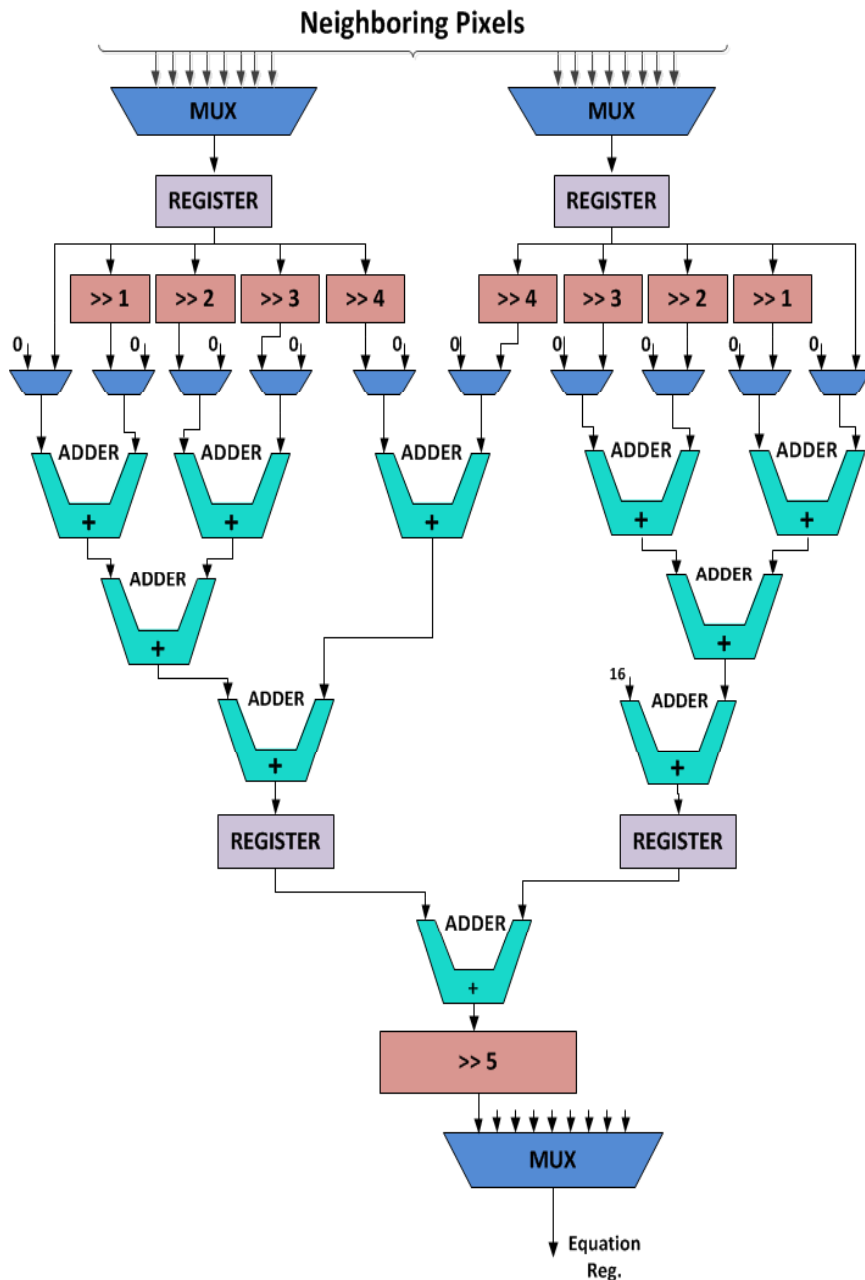 Neighboring Pixels
MUX MUX
REGISTER REGISTER
>> 1 >> 2 >> 3 >> 4 >> 4 >> 3 >> 2 >> 1
0 0 0 0 0 0 0 0 0 0
ADDER ADDER ADDER ADDER ADDER
+ + + + +
ADDER ADDER
+ +
16
ADDER ADDER
+ +
REGISTER REGISTER
ADDER
+
>> 5
MUX
Equation
Reg.